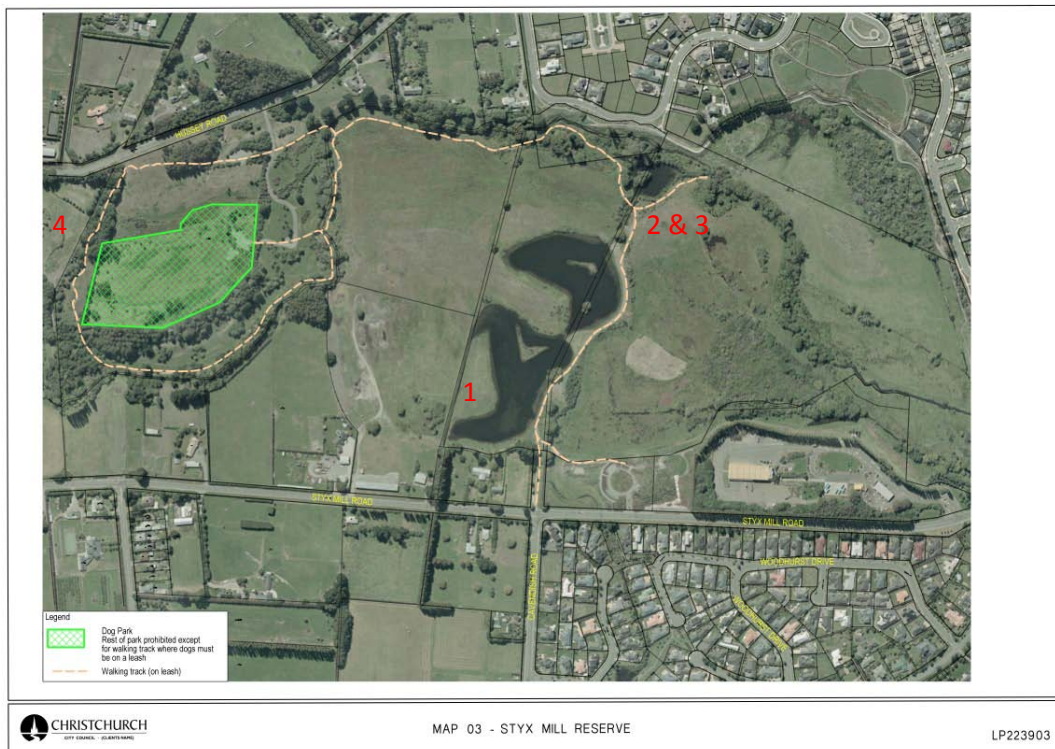 HUSSEY ROAD
4
2 & 3
1
STYX MILL ROAD
STYX MILL ROAD
WOODHURST DRIVE
Legend
Dog Park
Rest of park prohibited except
for walking track where dogs must
be on a leash
Walking track (on leash)
CHRISTCHURCH
CITY COUNCIL
MAP 03 - STYX MILL RESERVE
LP223903